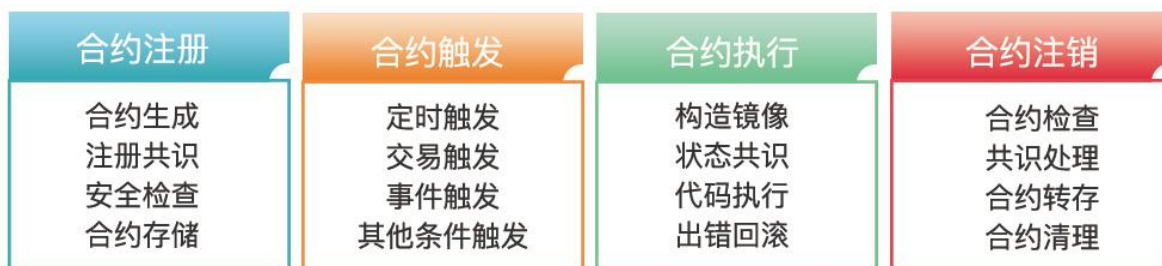 合约注册
合约生成
注册共识
安全检查
合约存储
合约触发
定时触发
交易触发
事件触发
其他条件触发
合约执行
构造镜像
状态共识
代码执行
出错回滚
合约注销
合约检查
共识处理
合约转存
合约清理